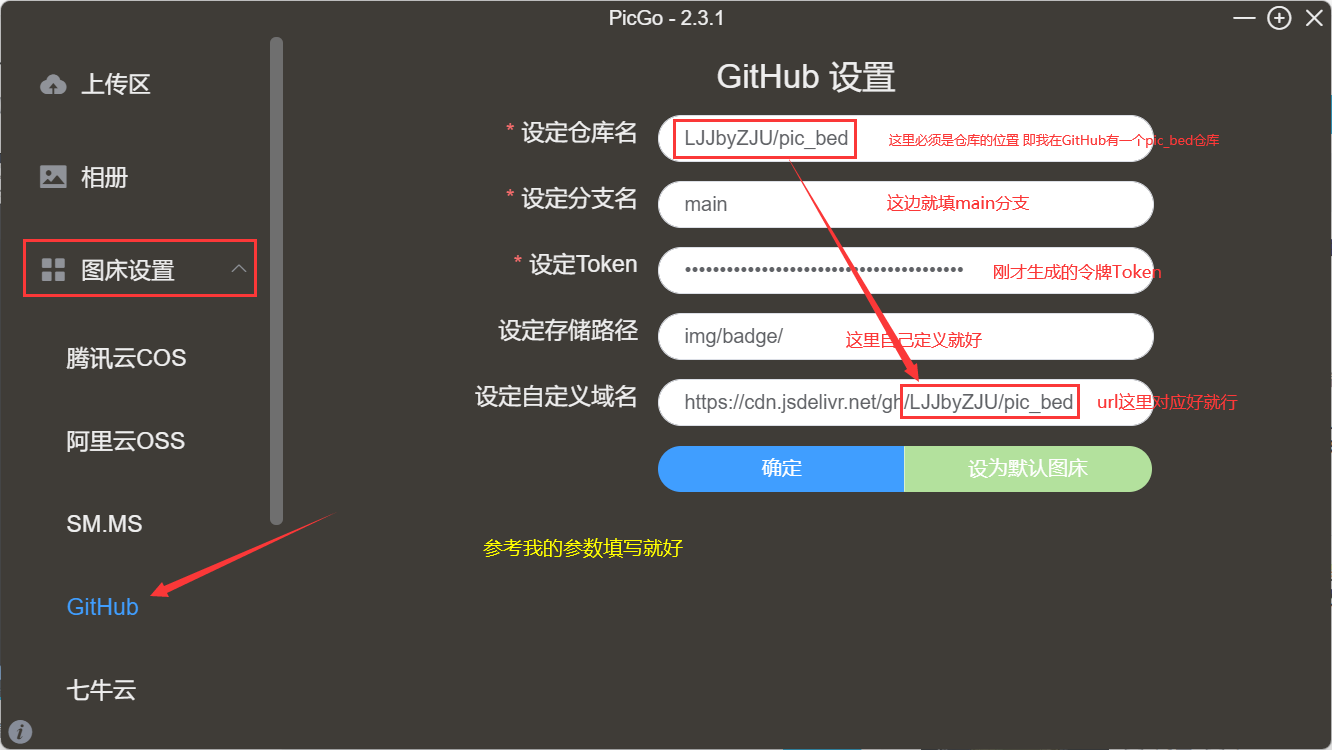 PicGo - 2.3.1
上传区
相册
图床设置
腾讯云COS
阿里云OSS
SM.MS
GitHub
七牛云
GitHub 设置
* 设定仓库名 LJJbyZJU/pic_bed 这里必须是仓库的位置 即我在GitHub有一个pic_bed仓库
* 设定分支名 main 这边就填main分支
* 设定Token •••••••••••••••••••••••••••••••••••••••• 刚才生成的令牌Token
设定存储路径 img/badge/ 这里自己定义就好
设定自定义域名 https://cdn.jsdelivr.net/gh/LJJbyZJU/pic_bed url这里对应好就行
确定 设为默认图床
参考我的参数填写就好